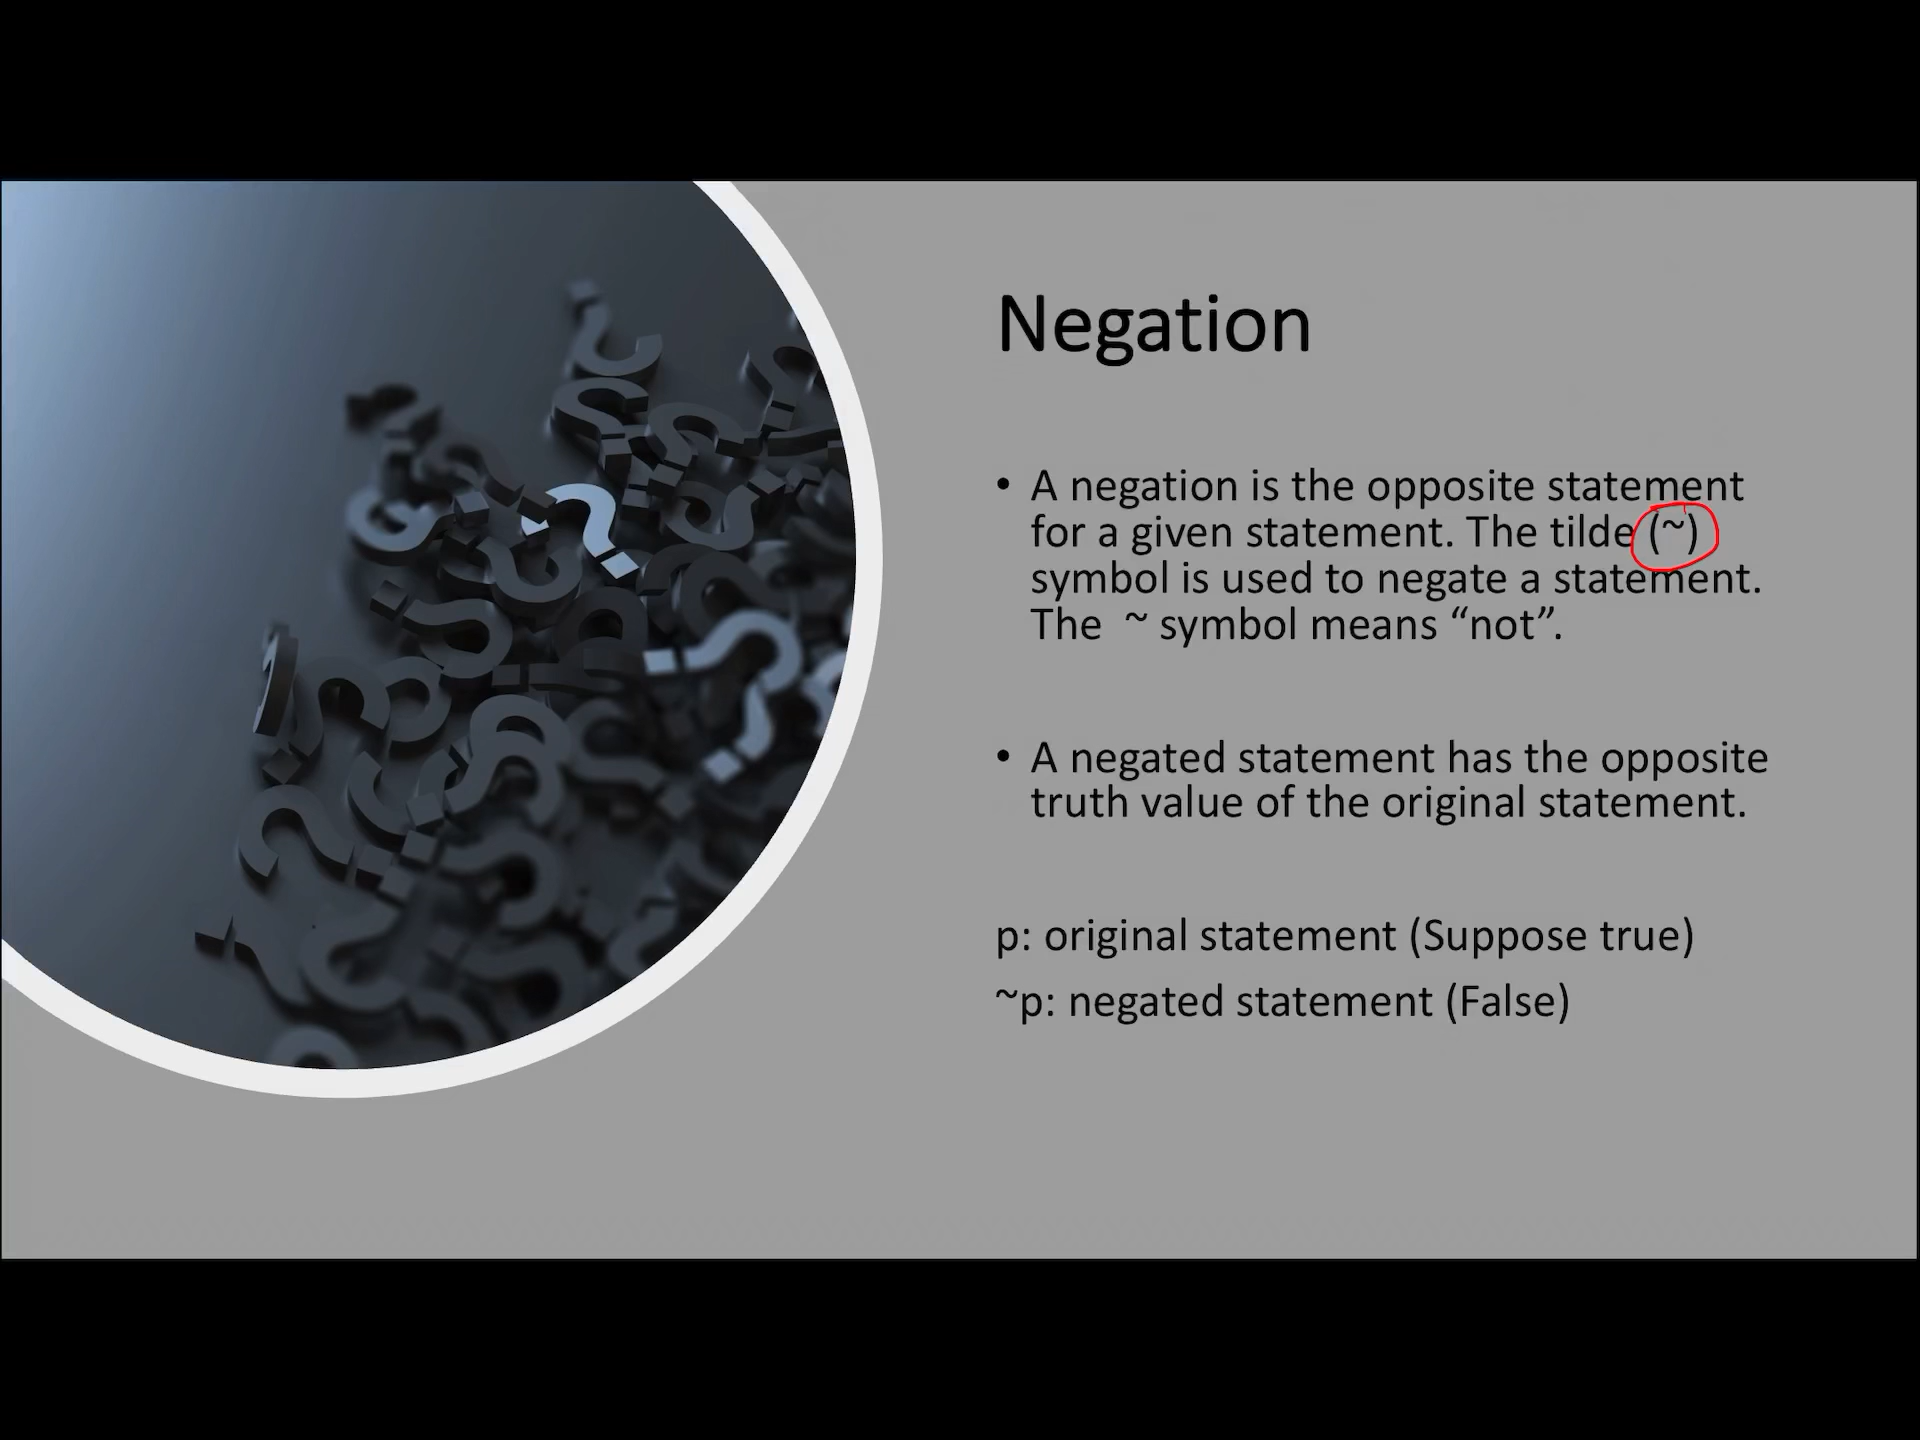 Negation
• A negation is the opposite statement
for a given statement. The tilde (~)
symbol is used to negate a statement.
The ~ symbol means “not”.
• A negated statement has the opposite
truth value of the original statement.
p: original statement (Suppose true)
~p: negated statement (False)